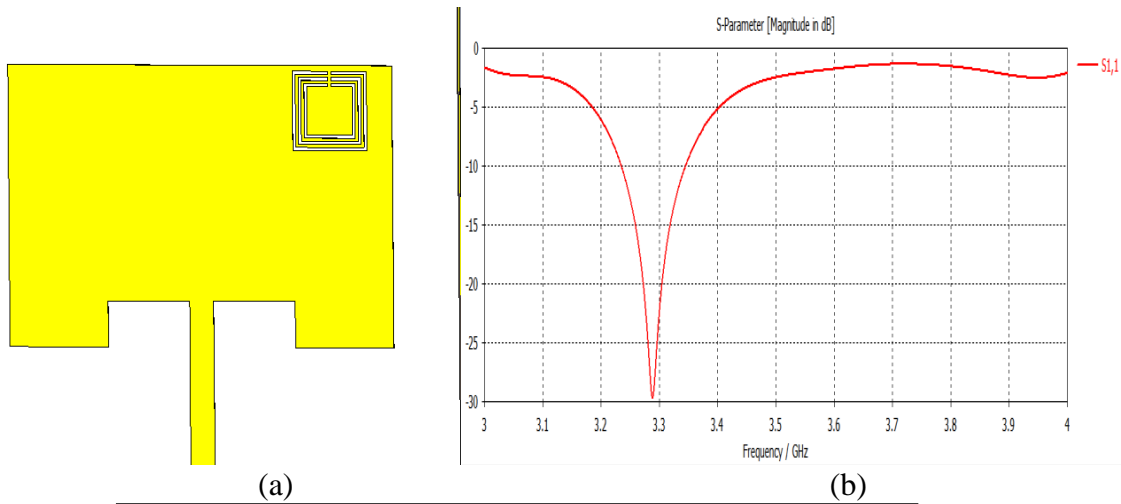 S-Parameter [Magnitude in dB]
0
-5
-10
-15
-20
-25
-30
S1,1
3 3.1 3.2 3.3 3.4 3.5 3.6 3.7 3.8 3.9 4
Frequency / GHz
(a) (b)